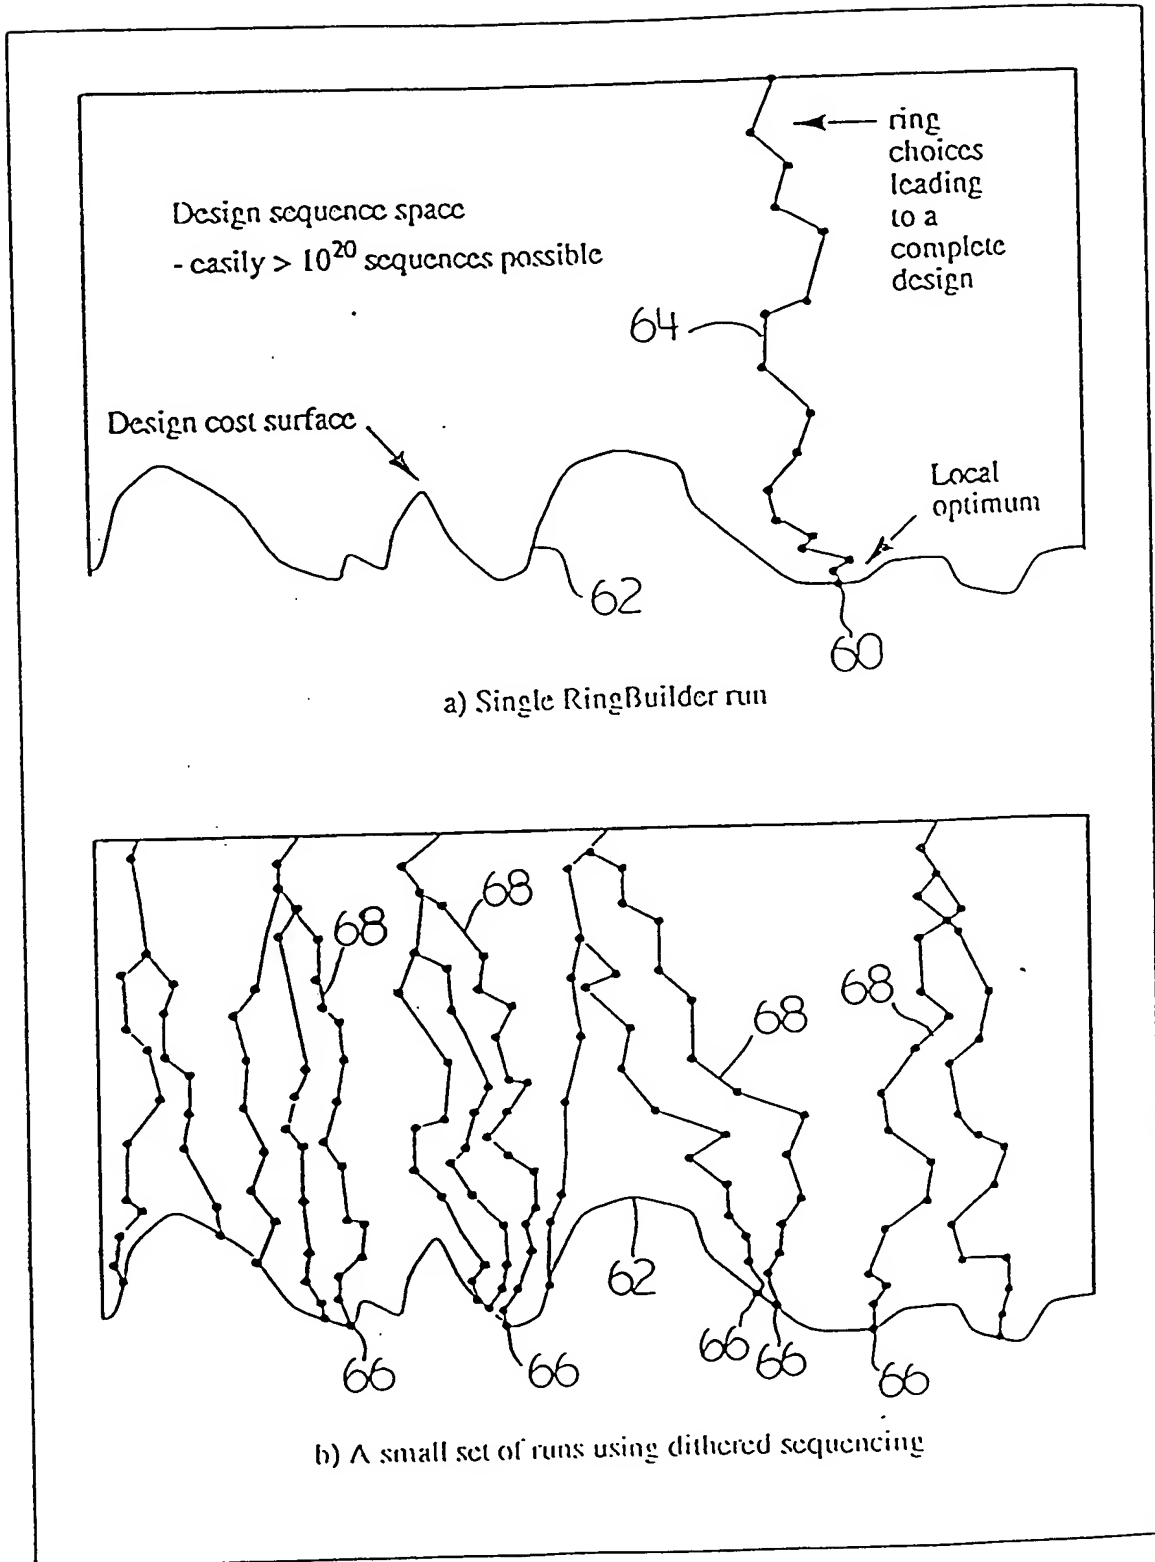 ring
choices
leading
to a
complete
design
Design sequence space
- easily > 10²⁰ sequences possible
64
Design cost surface
Local
optimum
62
60
a) Single RingBuilder run
68
68
68
68
62
66
66
66
66
66
b) A small set of runs using dithered sequencing